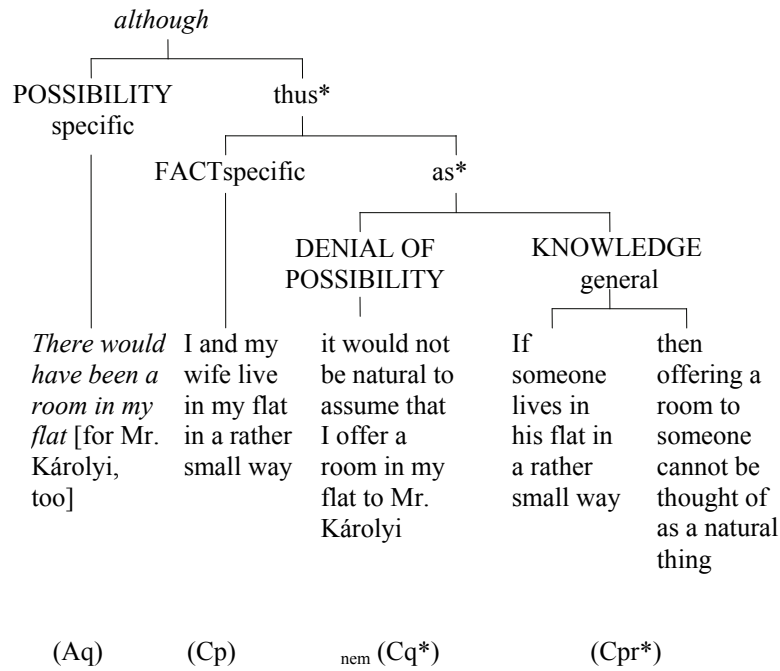 although
POSSIBILITY
specific
thus*
FACTspecific
as*
DENIAL OF
POSSIBILITY
KNOWLEDGE
general
There would
have been a
room in my
flat [for Mr.
Károlyi,
too]
I and my
wife live
in my flat
in a rather
small way
it would not
be natural to
assume that
I offer a
room in my
flat to Mr.
Károlyi
If
someone
lives in
his flat in
a rather
small way
then
offering a
room to
someone
cannot be
thought of
as a natural
thing
(Aq) (Cp) nem (Cq*) (Cpr*)